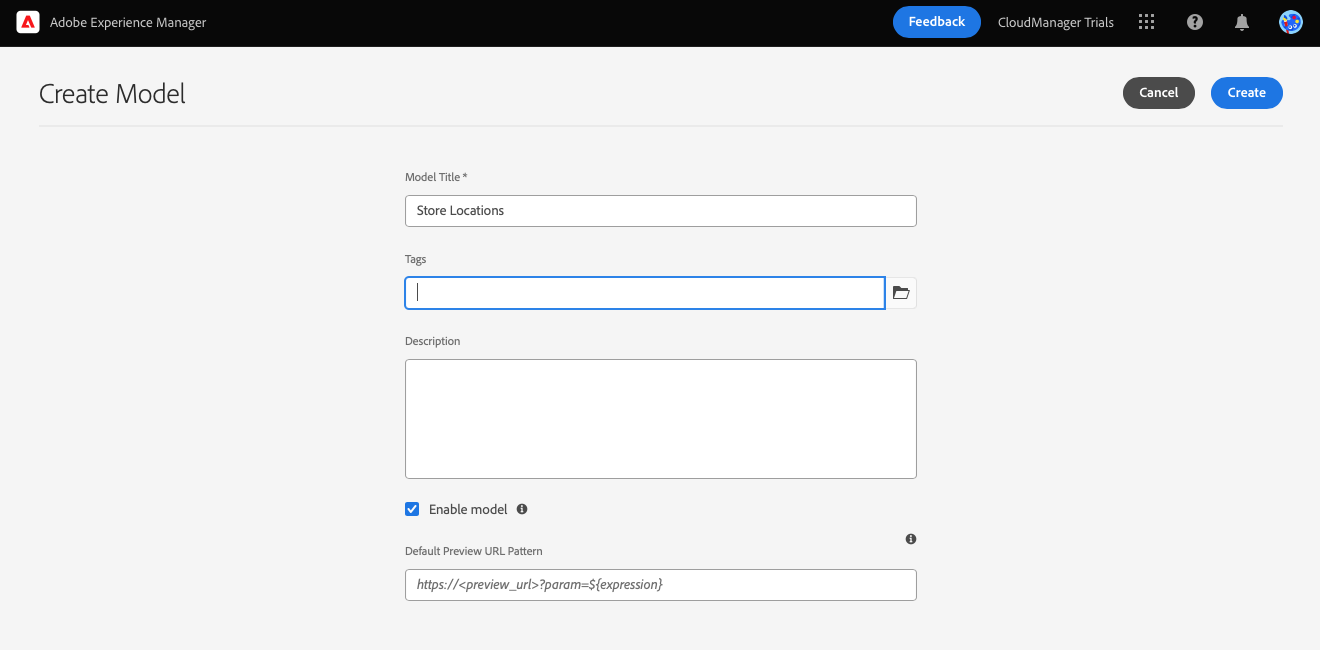 Adobe Experience Manager
Feedback
CloudManager Trials
Create Model
Cancel
Create
Model Title *
Store Locations
Tags
Description
Enable model
Default Preview URL Pattern
https://<preview_url>?param=${expression}